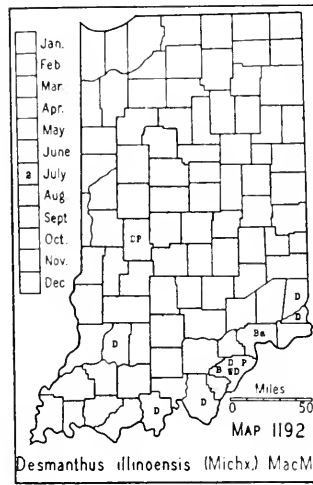 Jan.
Feb
Mar.
Apr.
May
June
2 July
Aug
Sept
Oct.
Nov.
Dec
CP
D
D
Ba
D
D P
B WD
D
D
Miles
0 50
MAP 1192
Desmanthus illinoensis (Michx.) MacM